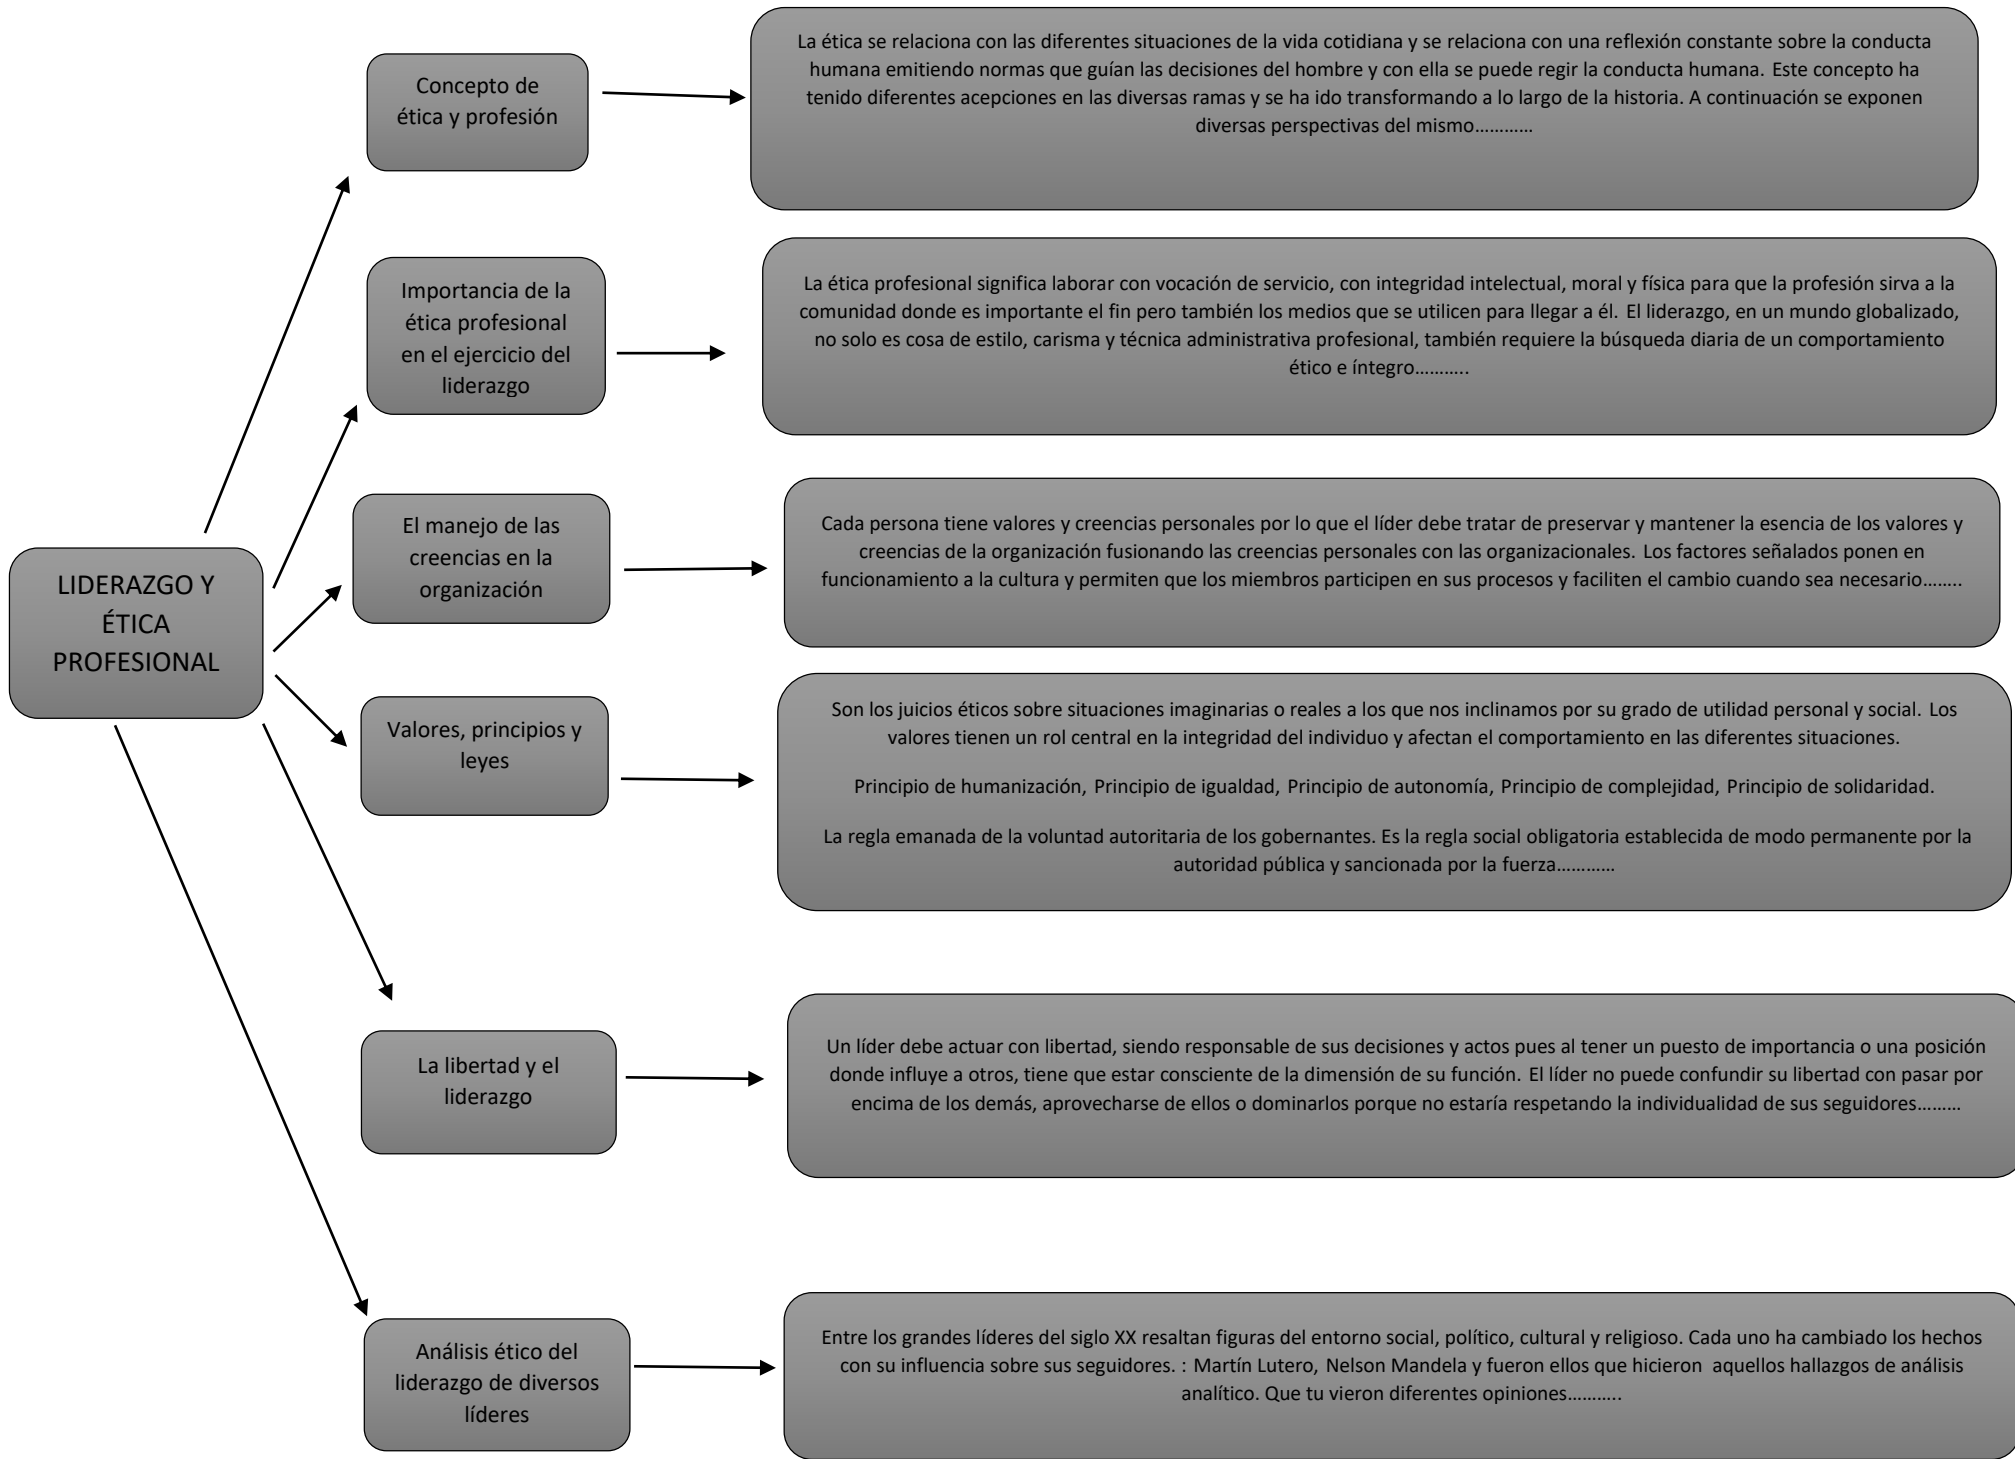 LIDERAZGO Y
ÉTICA
PROFESIONAL
Concepto de
ética y profesión
La ética se relaciona con las diferentes situaciones de la vida cotidiana y se relaciona con una reflexión constante sobre la conducta
humana emitiendo normas que guían las decisiones del hombre y con ella se puede regir la conducta humana. Este concepto ha
tenido diferentes acepciones en las diversas ramas y se ha ido transformando a lo largo de la historia. A continuación se exponen
diversas perspectivas del mismo…………
Importancia de la
ética profesional
en el ejercicio del
liderazgo
La ética profesional significa laborar con vocación de servicio, con integridad intelectual, moral y física para que la profesión sirva a la
comunidad donde es importante el fin pero también los medios que se utilicen para llegar a él. El liderazgo, en un mundo globalizado,
no solo es cosa de estilo, carisma y técnica administrativa profesional, también requiere la búsqueda diaria de un comportamiento
ético e íntegro………..
El manejo de las
creencias en la
organización
Cada persona tiene valores y creencias personales por lo que el líder debe tratar de preservar y mantener la esencia de los valores y
creencias de la organización fusionando las creencias personales con las organizacionales. Los factores señalados ponen en
funcionamiento a la cultura y permiten que los miembros participen en sus procesos y faciliten el cambio cuando sea necesario……..
Valores, principios y
leyes
Son los juicios éticos sobre situaciones imaginarias o reales a los que nos inclinamos por su grado de utilidad personal y social. Los
valores tienen un rol central en la integridad del individuo y afectan el comportamiento en las diferentes situaciones.
Principio de humanización, Principio de igualdad, Principio de autonomía, Principio de complejidad, Principio de solidaridad.
La regla emanada de la voluntad autoritaria de los gobernantes. Es la regla social obligatoria establecida de modo permanente por la
autoridad pública y sancionada por la fuerza…………
La libertad y el
liderazgo
Un líder debe actuar con libertad, siendo responsable de sus decisiones y actos pues al tener un puesto de importancia o una posición
donde influye a otros, tiene que estar consciente de la dimensión de su función. El líder no puede confundir su libertad con pasar por
encima de los demás, aprovecharse de ellos o dominarlos porque no estaría respetando la individualidad de sus seguidores………
Análisis ético del
liderazgo de diversos
líderes
Entre los grandes líderes del siglo XX resaltan figuras del entorno social, político, cultural y religioso. Cada uno ha cambiado los hechos
con su influencia sobre sus seguidores. : Martín Lutero, Nelson Mandela y fueron ellos que hicieron  aquellos hallazgos de análisis
analítico. Que tu vieron diferentes opiniones………..